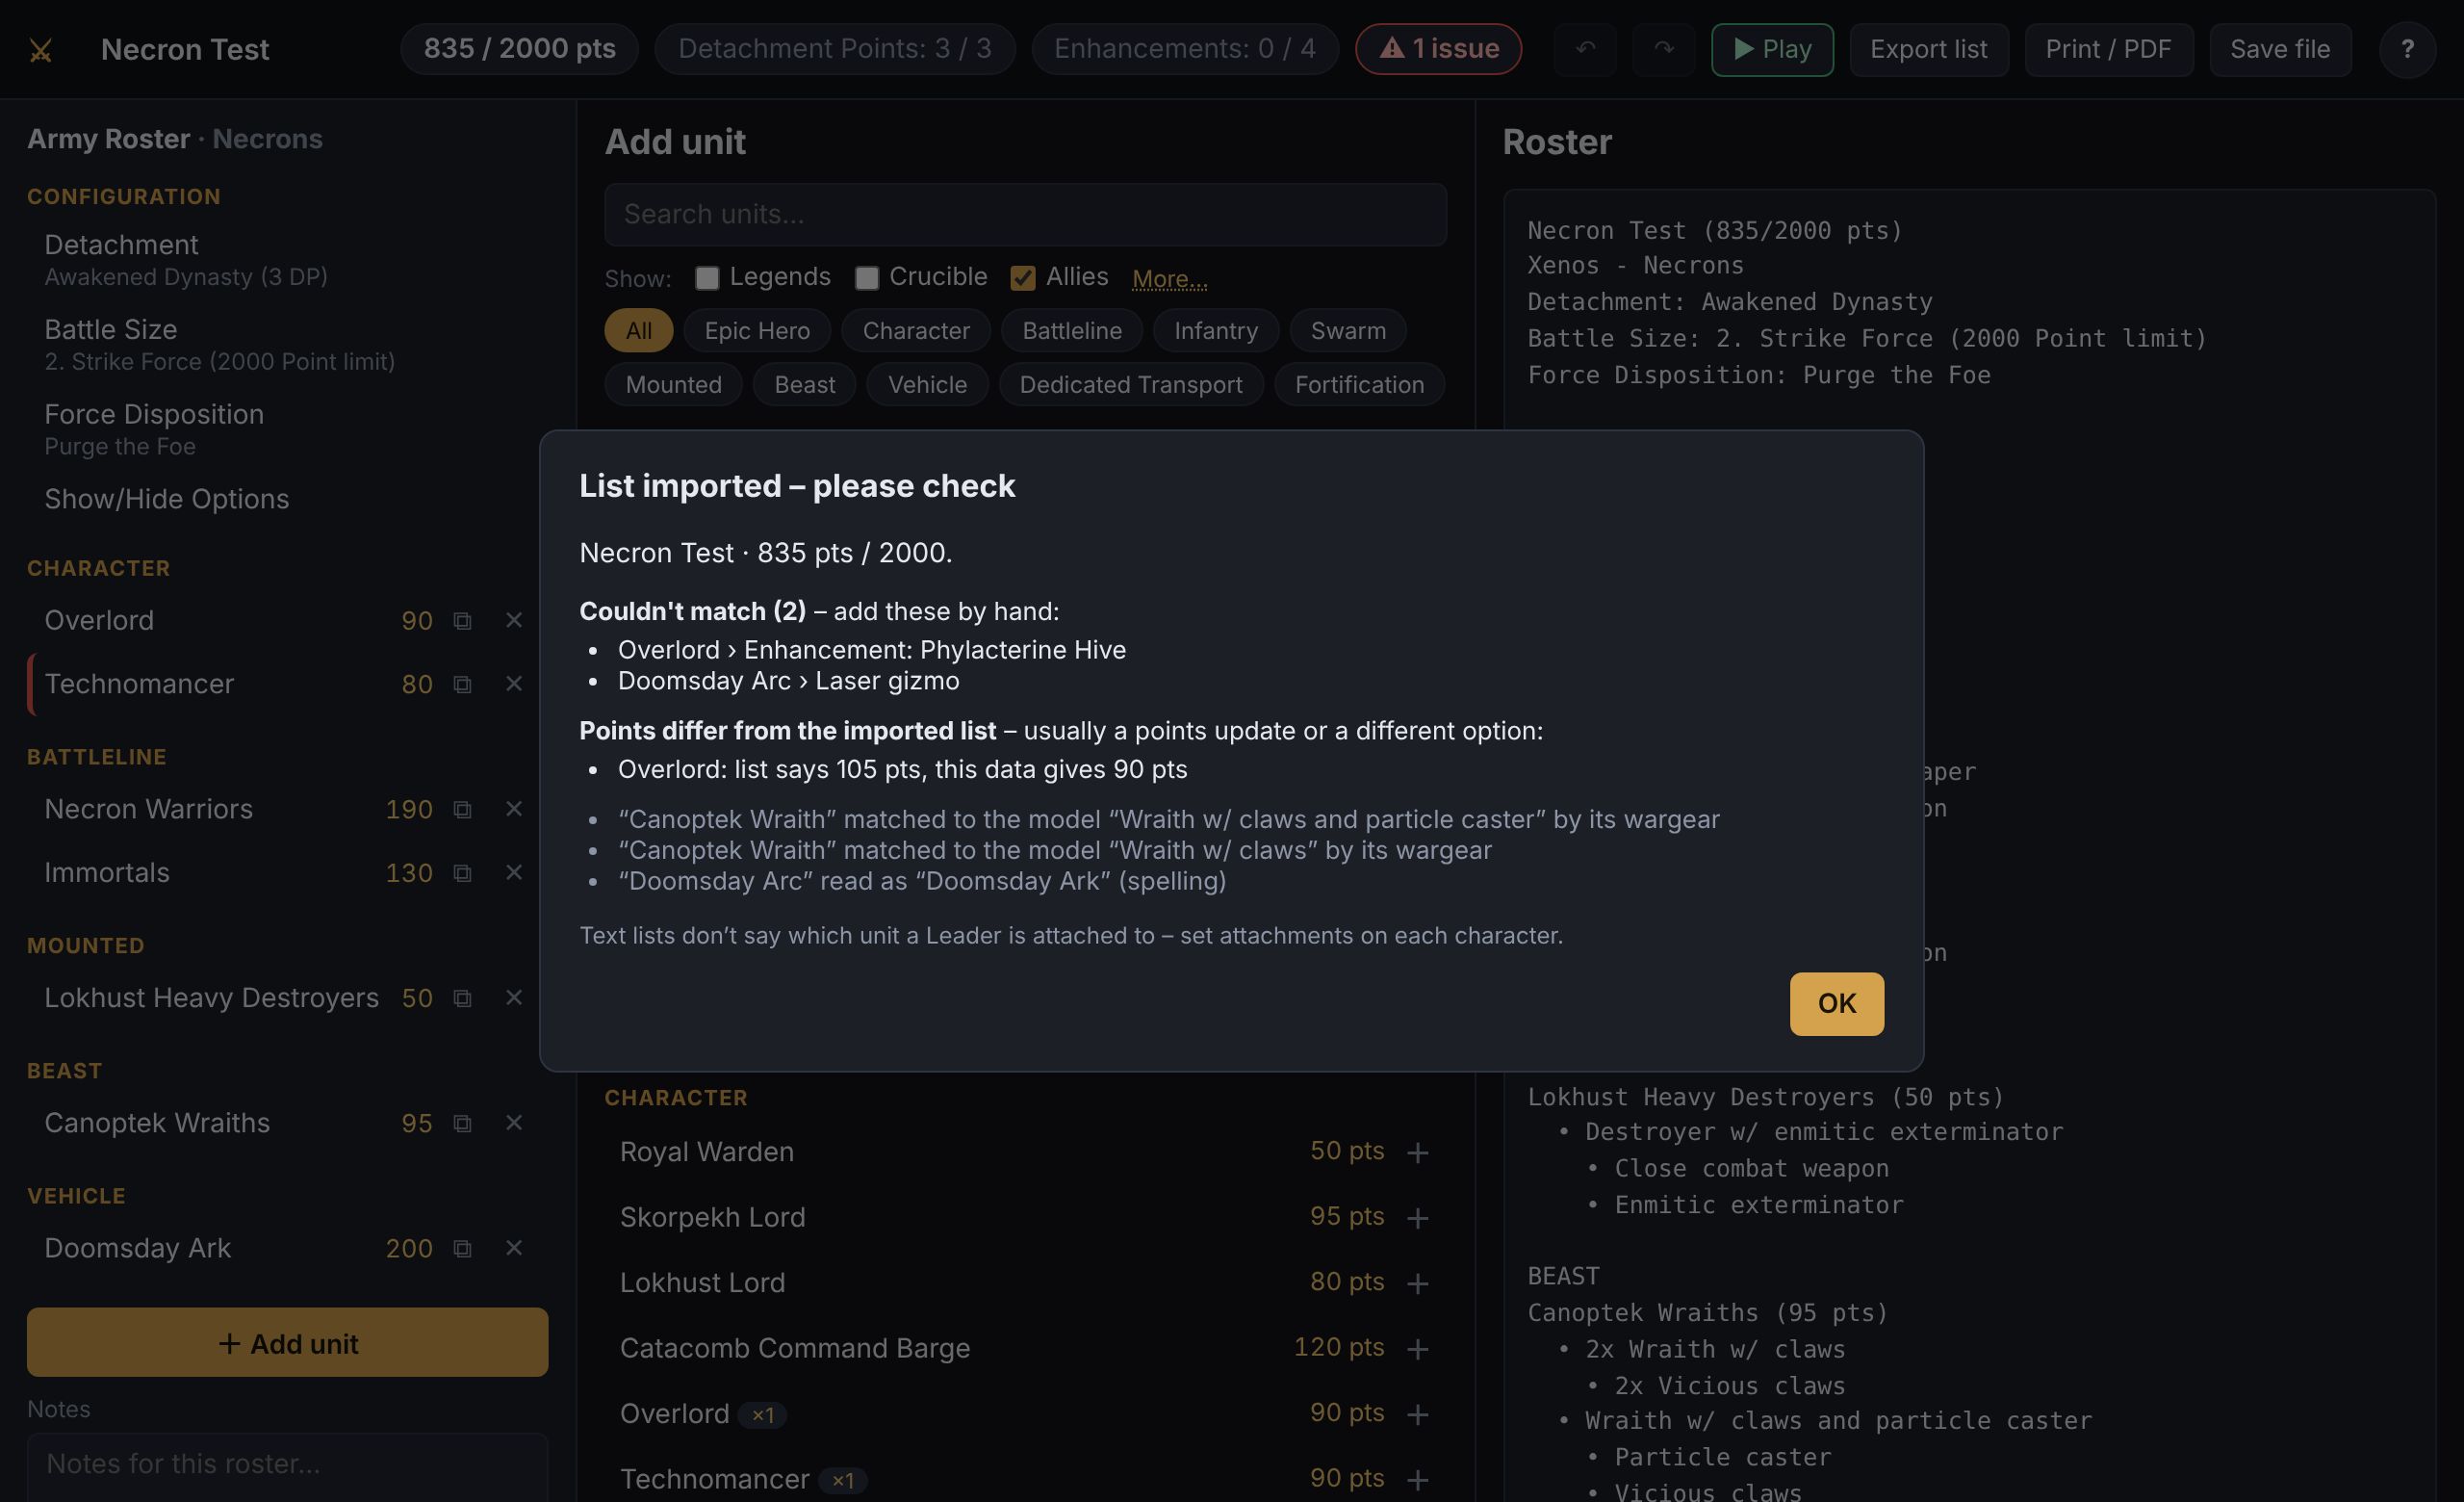 Necron Test
835 / 2000 pts
Detachment Points: 3 / 3
Enhancements: 0 / 4
1 issue
Play
Export list
Print / PDF
Save file
?
Army Roster · Necrons
CONFIGURATION
Detachment
Awakened Dynasty (3 DP)
Battle Size
2. Strike Force (2000 Point limit)
Force Disposition
Purge the Foe
Show/Hide Options
CHARACTER
Overlord 90
Technomancer 80
BATTLELINE
Necron Warriors 190
Immortals 130
MOUNTED
Lokhust Heavy Destroyers 50
BEAST
Canoptek Wraiths 95
VEHICLE
Doomsday Ark 200
+ Add unit
Notes
Notes for this roster...
Add unit
Search units...
Show: Legends Crucible Allies More...
All Epic Hero Character Battleline Infantry Swarm
Mounted Beast Vehicle Dedicated Transport Fortification
List imported – please check
Necron Test · 835 pts / 2000.
Couldn't match (2) – add these by hand:
• Overlord › Enhancement: Phylacterine Hive
• Doomsday Arc › Laser gizmo
Points differ from the imported list – usually a points update or a different option:
• Overlord: list says 105 pts, this data gives 90 pts
• “Canoptek Wraith” matched to the model “Wraith w/ claws and particle caster” by its wargear
• “Canoptek Wraith” matched to the model “Wraith w/ claws” by its wargear
• “Doomsday Arc” read as “Doomsday Ark” (spelling)
Text lists don’t say which unit a Leader is attached to – set attachments on each character.
OK
CHARACTER
Royal Warden 50 pts +
Skorpekh Lord 95 pts +
Lokhust Lord 80 pts +
Catacomb Command Barge 120 pts +
Overlord ×1 90 pts +
Technomancer ×1 90 pts +
Roster
Necron Test (835/2000 pts)
Xenos - Necrons
Detachment: Awakened Dynasty
Battle Size: 2. Strike Force (2000 Point limit)
Force Disposition: Purge the Foe
aper
on
on
Lokhust Heavy Destroyers (50 pts)
• Destroyer w/ enmitic exterminator
• Close combat weapon
• Enmitic exterminator
BEAST
Canoptek Wraiths (95 pts)
• 2x Wraith w/ claws
• 2x Vicious claws
• Wraith w/ claws and particle caster
• Particle caster
• Vicious claws